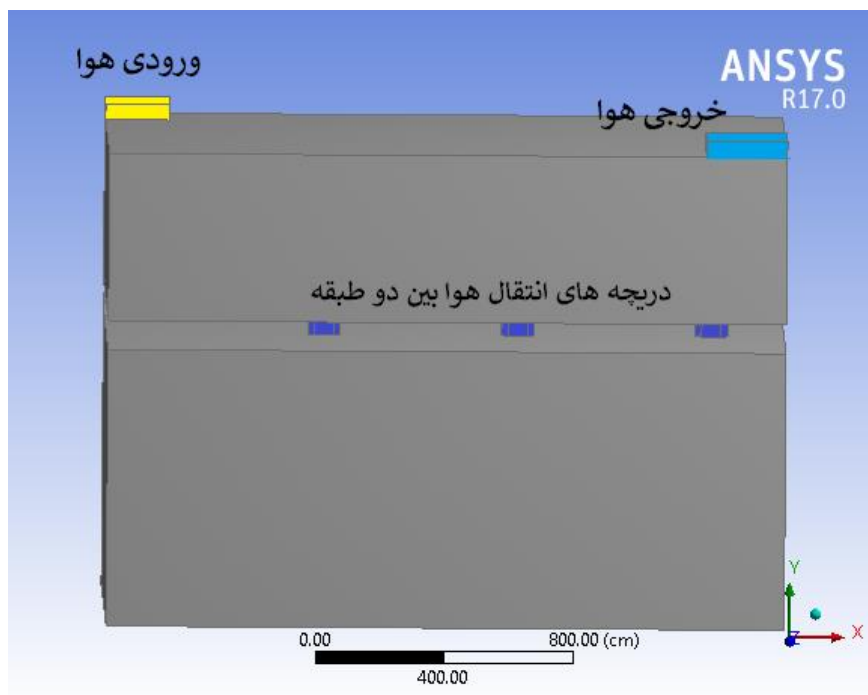 ورودی هوا
ANSYS
R17.0
خروجی هوا
دریچه های انتقال هوا بین دو طبقه
Y
X
Z
0.00
800.00 (cm)
400.00